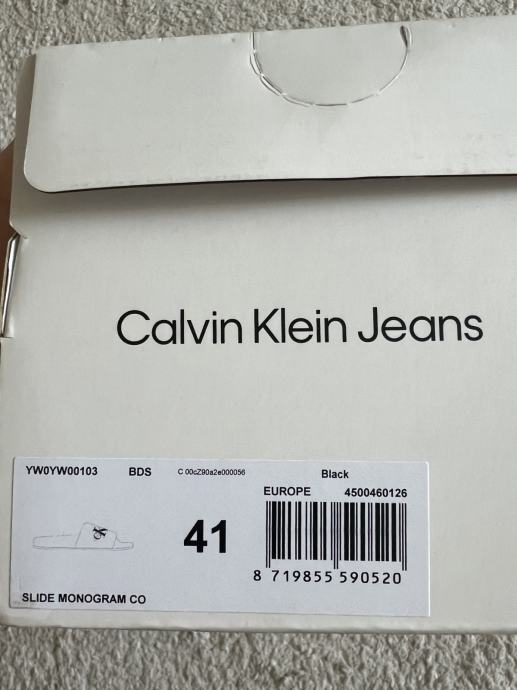 Calvin Klein Jeans
YW0YW00103 BDS C 00cZ90a2e000056 Black
EUROPE 4500460126
41
8 719855 590520
SLIDE MONOGRAM CO